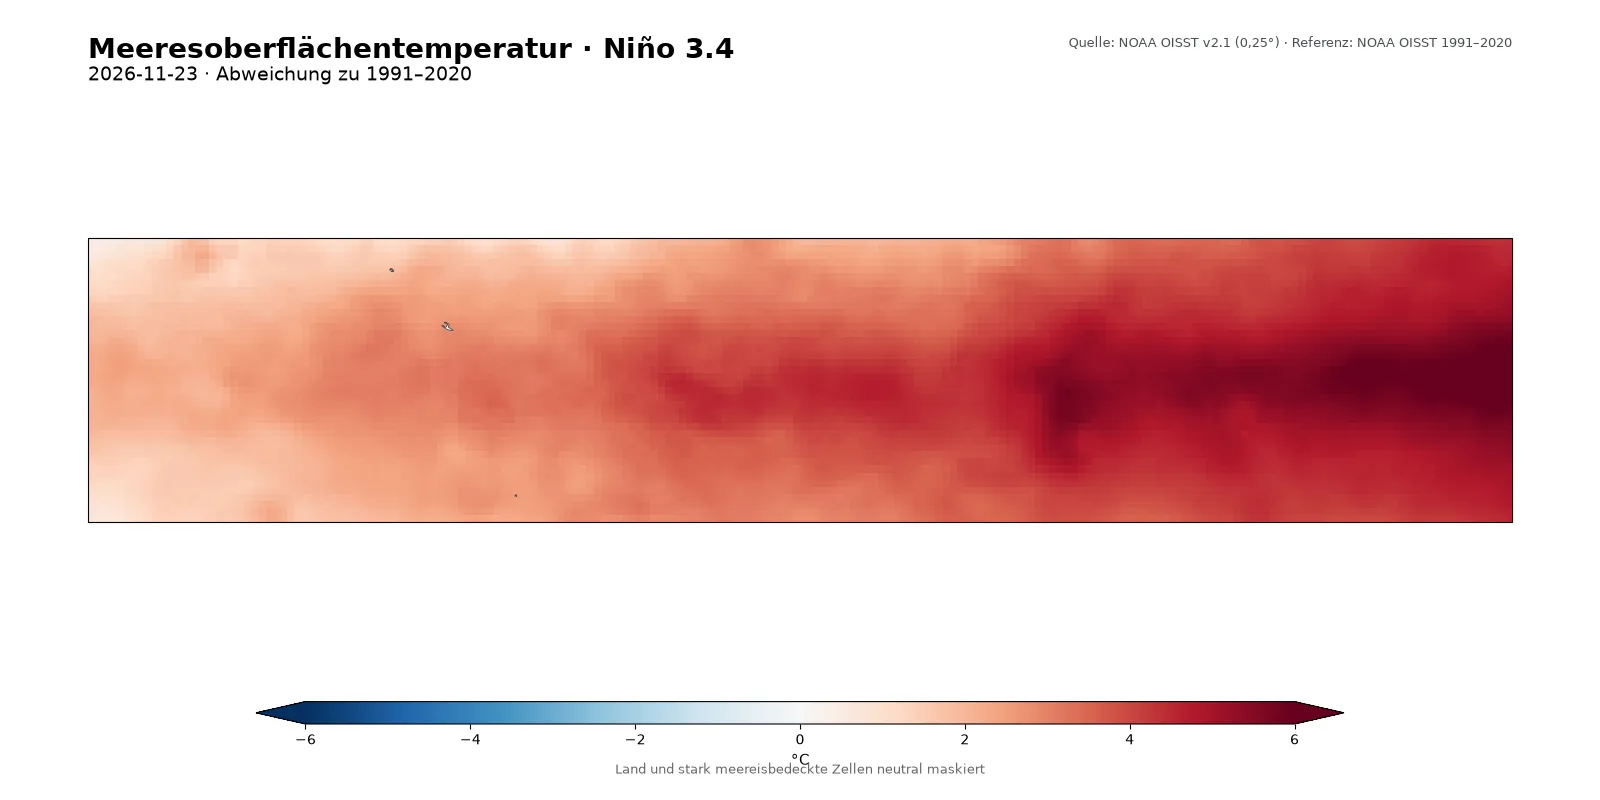 Meeresoberflächentemperatur · Niño 3.4
2026-11-23 · Abweichung zu 1991–2020
Quelle: NOAA OISST v2.1 (0,25°) · Referenz: NOAA OISST 1991–2020
−6 −4 −2 0 2 4 6
°C
Land und stark meereisbedeckte Zellen neutral maskiert